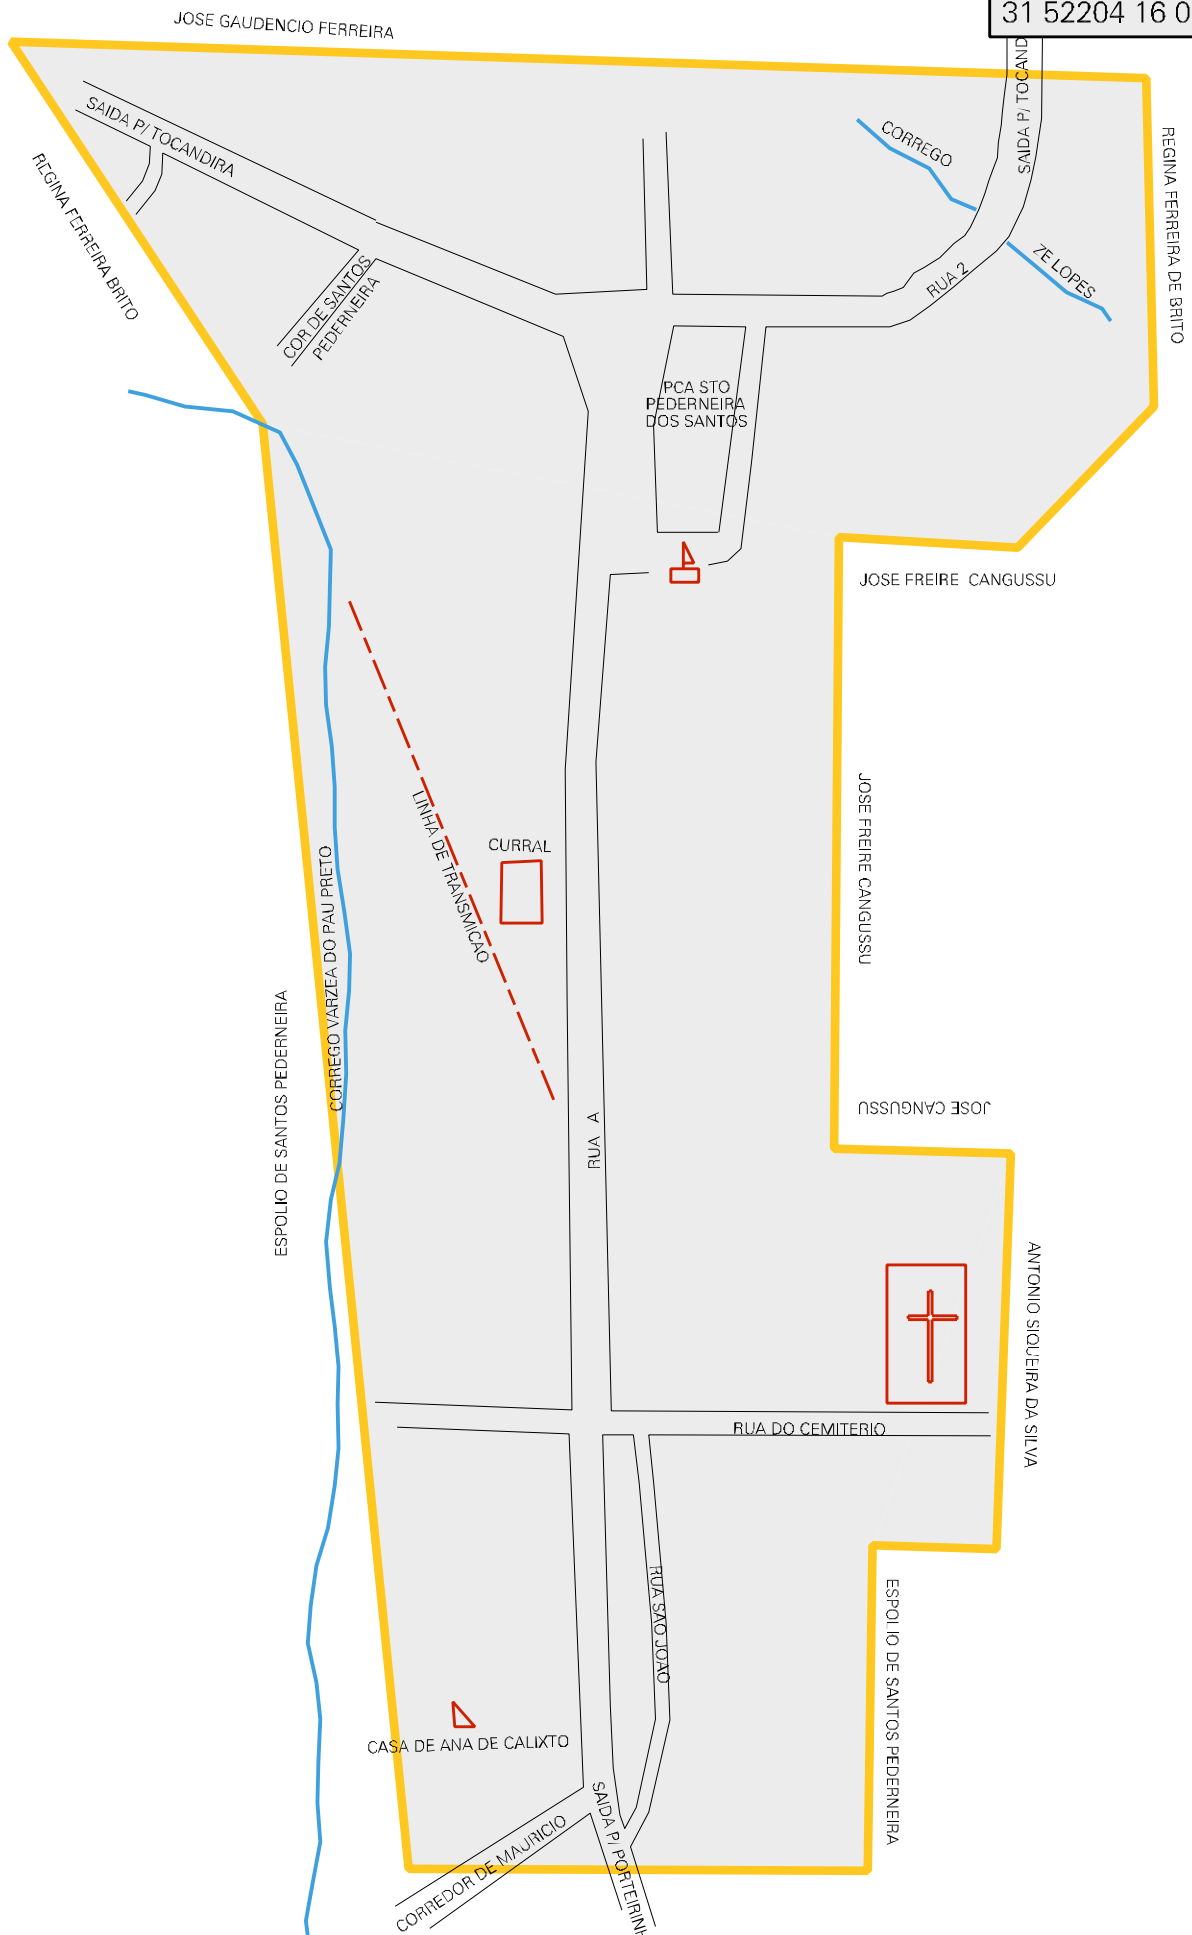 31 52204 16 0
JOSE GAUDENCIO FERREIRA
SAIDA P/ TOCAND
SAIDA P/ TOCANDIRA
CORREGO
REGINA FERREIRA DE BRITO
REGINA FERREIRA BRITO
ZE LOPES
RUA 2
COR DE SANTOS
PEDERNEIRA
PCA STO
PEDERNEIRA
DOS SANTOS
JOSE FREIRE CANGUSSU
JOSE FREIRE CANGUSSU
LINHA DE TRANSMICAO
CURRAL
CORREGO VARZEA DO PAU PRETO
ESPOLIO DE SANTOS PEDERNEIRA
JOSE CANGUSSU
RUA A
ANTONIO SIQUEIRA DA SILVA
RUA DO CEMITERIO
RUA SAO JOAO
ESPOLIO DE SANTOS PEDERNEIRA
CASA DE ANA DE CALIXTO
SAIDA P/ PORTEIRINH
CORREDOR DE MAURICIO